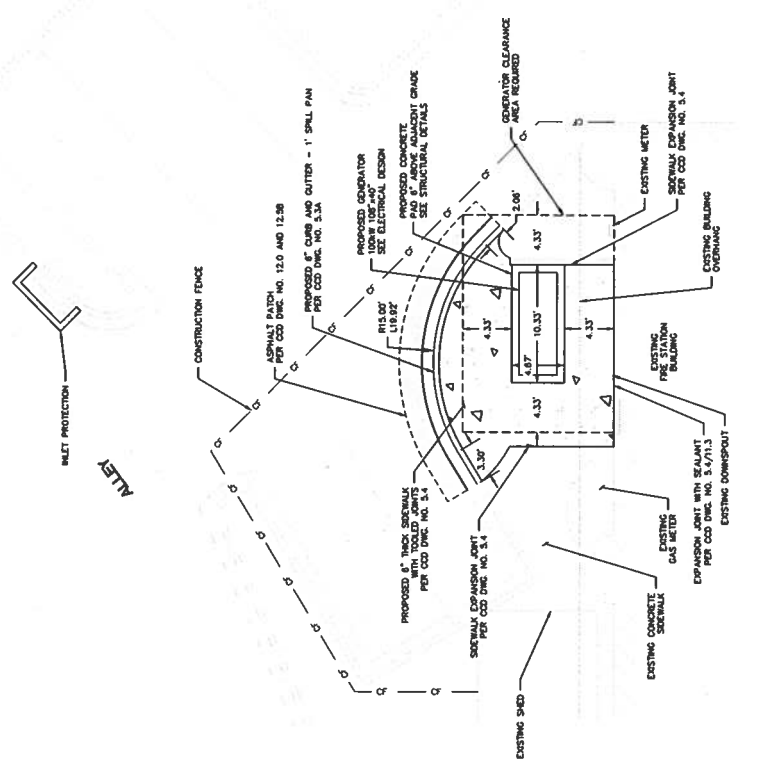 INLET PROTECTION
ALLEY
CONSTRUCTION FENCE
ASPHALT PATCH
PER CCD DWG. NO. 12.0 AND 12.5B
PROPOSED 6" CURB AND GUTTER - 1' SPILL PAN
PER CCD DWG. NO. 5.3A
PROPOSED GENERATOR
100KW 108"x40"
SEE ELECTRICAL DESIGN
PROPOSED CONCRETE
PAD 6" ABOVE ADJACENT GRADE
SEE STRUCTURAL DETAILS
GENERATOR CLEARANCE
AREA REQUIRED
EXISTING METER
SIDEWALK EXPANSION JOINT
PER CCD DWG. NO. 5.4
EXISTING BUILDING
OVERHANG
EXISTING
FIRE STATION
BUILDING
R15.00'
L19.92'
2.06'
4.33'
4.33'
10.33'
4.33'
4.67'
4.33'
3.30'
PROPOSED 6" THICK SIDEWALK
WITH TOOLED JOINTS
PER CCD DWG. NO. 5.4
SIDEWALK EXPANSION JOINT
PER CCD DWG. NO. 5.4
EXISTING SHED
EXISTING CONCRETE
SIDEWALK
EXISTING
GAS METER
EXPANSION JOINT WITH SEALANT
PER CCD DWG. NO. 5.4/11.3
EXISTING DOWNSPOUT
CF
CF